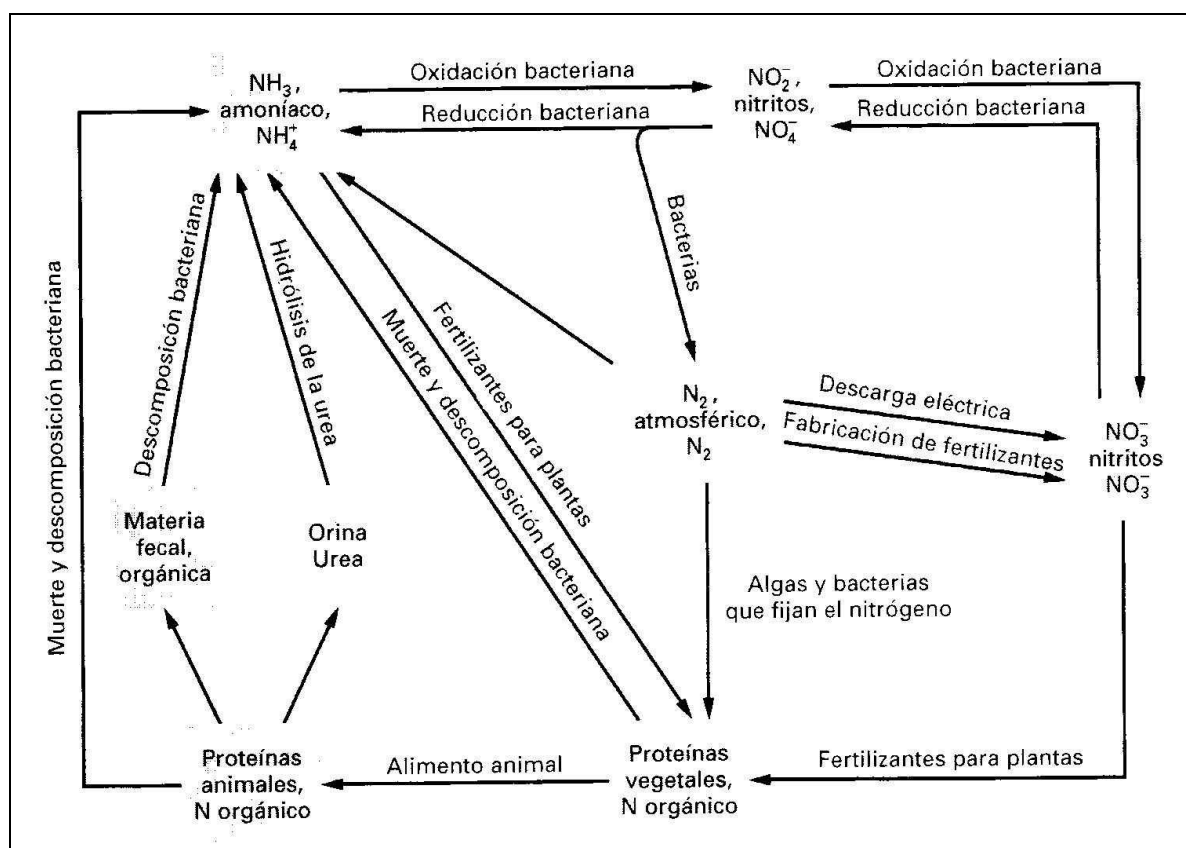 NH₃,
amoníaco,
NH₄⁺
Oxidación bacteriana
Reducción bacteriana
NO₂⁻,
nitritos,
NO₄⁻
Oxidación bacteriana
Reducción bacteriana
Bacterias
Muerte y descomposición bacteriana
Descomposicón bacteriana
Hidrólisis de la urea
Fertilizantes para plantas
Muerte y descomposición bacteriana
N₂,
atmosférico,
N₂
Descarga eléctrica
Fabricación de fertilizantes
NO₃⁻
nitritos
NO₃⁻
Materia
fecal,
orgánica
Orina
Urea
Algas y bacterias
que fijan el nitrógeno
Proteínas
animales,
N orgánico
Alimento animal
Proteínas
vegetales,
N orgánico
Fertilizantes para plantas